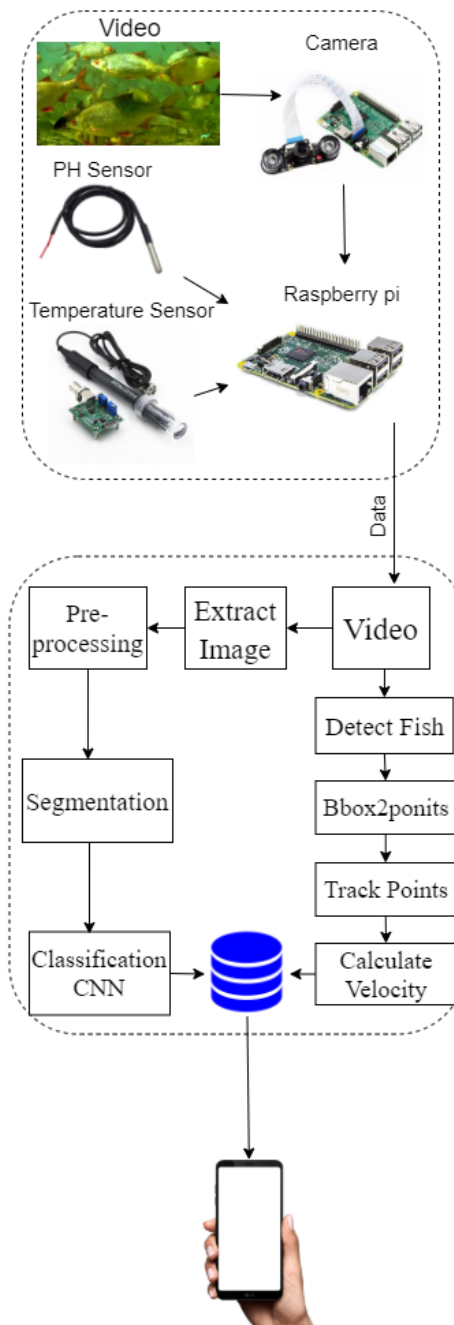 Video
Camera
PH Sensor
Raspberry pi
Temperature Sensor
Data
Pre-
processing
Extract
Image
Video
Detect Fish
Segmentation
Bbox2ponits
Track Points
Classification
CNN
Calculate
Velocity